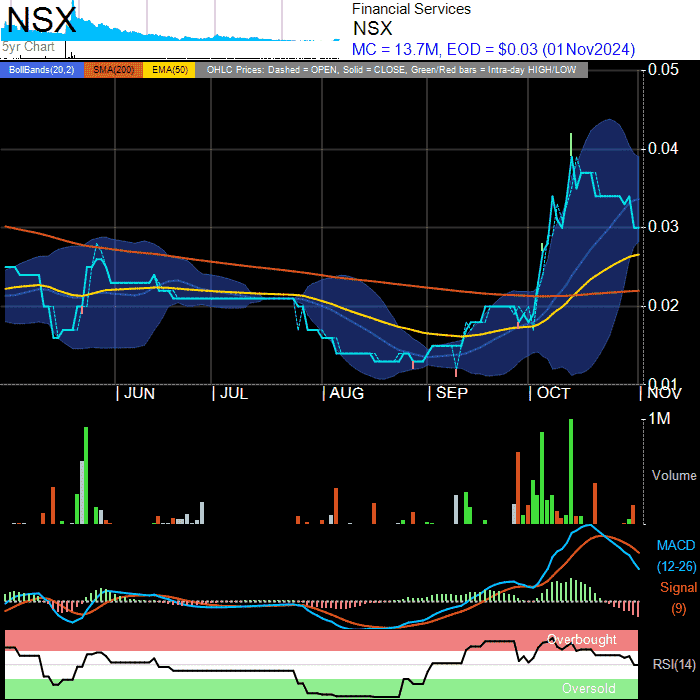 NSX
5yr Chart
Financial Services
NSX
MC = 13.7M, EOD = $0.03 (01Nov2024)
BollBands(20,2) SMA(200) EMA(50) OHLC Prices: Dashed = OPEN, Solid = CLOSE, Green/Red bars = Intra-day HIGH/LOW
0.05
0.04
0.03
0.02
0.01
| JUN | JUL | AUG | SEP | OCT | NOV
1M
Volume
MACD
(12-26)
Signal
(9)
Overbought
RSI(14)
Oversold